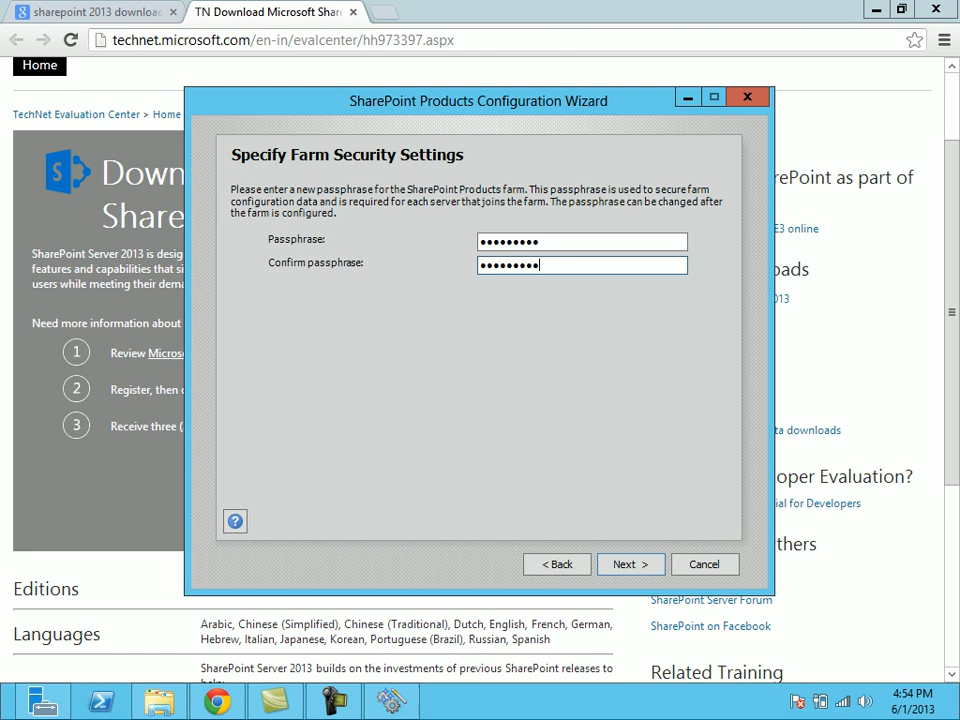 sharepoint 2013 downloa
TN Download Microsoft Shar
technet.microsoft.com/en-in/evalcenter/hh973397.aspx
Home
TechNet Evaluation Center > Home
Down
Share
SharePoint Server 2013 is desig
features and capabilities that si
users while meeting their dema
Need more information about
1 Review Micros
2 Register, then
3 Receive three (
SharePoint Products Configuration Wizard
Specify Farm Security Settings
Please enter a new passphrase for the SharePoint Products farm. This passphrase is used to secure farm
configuration data and is required for each server that joins the farm. The passphrase can be changed after
the farm is configured.
Passphrase:
Confirm passphrase:
?
< Back
Next >
Cancel
rePoint as part of
E3 online
oads
013
ta downloads
oper Evaluation?
ial for Developers
thers
SharePoint Server Forum
SharePoint on Facebook
Related Training
Editions
Languages
Arabic, Chinese (Simplified), Chinese (Traditional), Dutch, English, French, German,
Hebrew, Italian, Japanese, Korean, Portuguese (Brazil), Russian, Spanish
SharePoint Server 2013 builds on the investments of previous SharePoint releases to
4:54 PM
6/1/2013